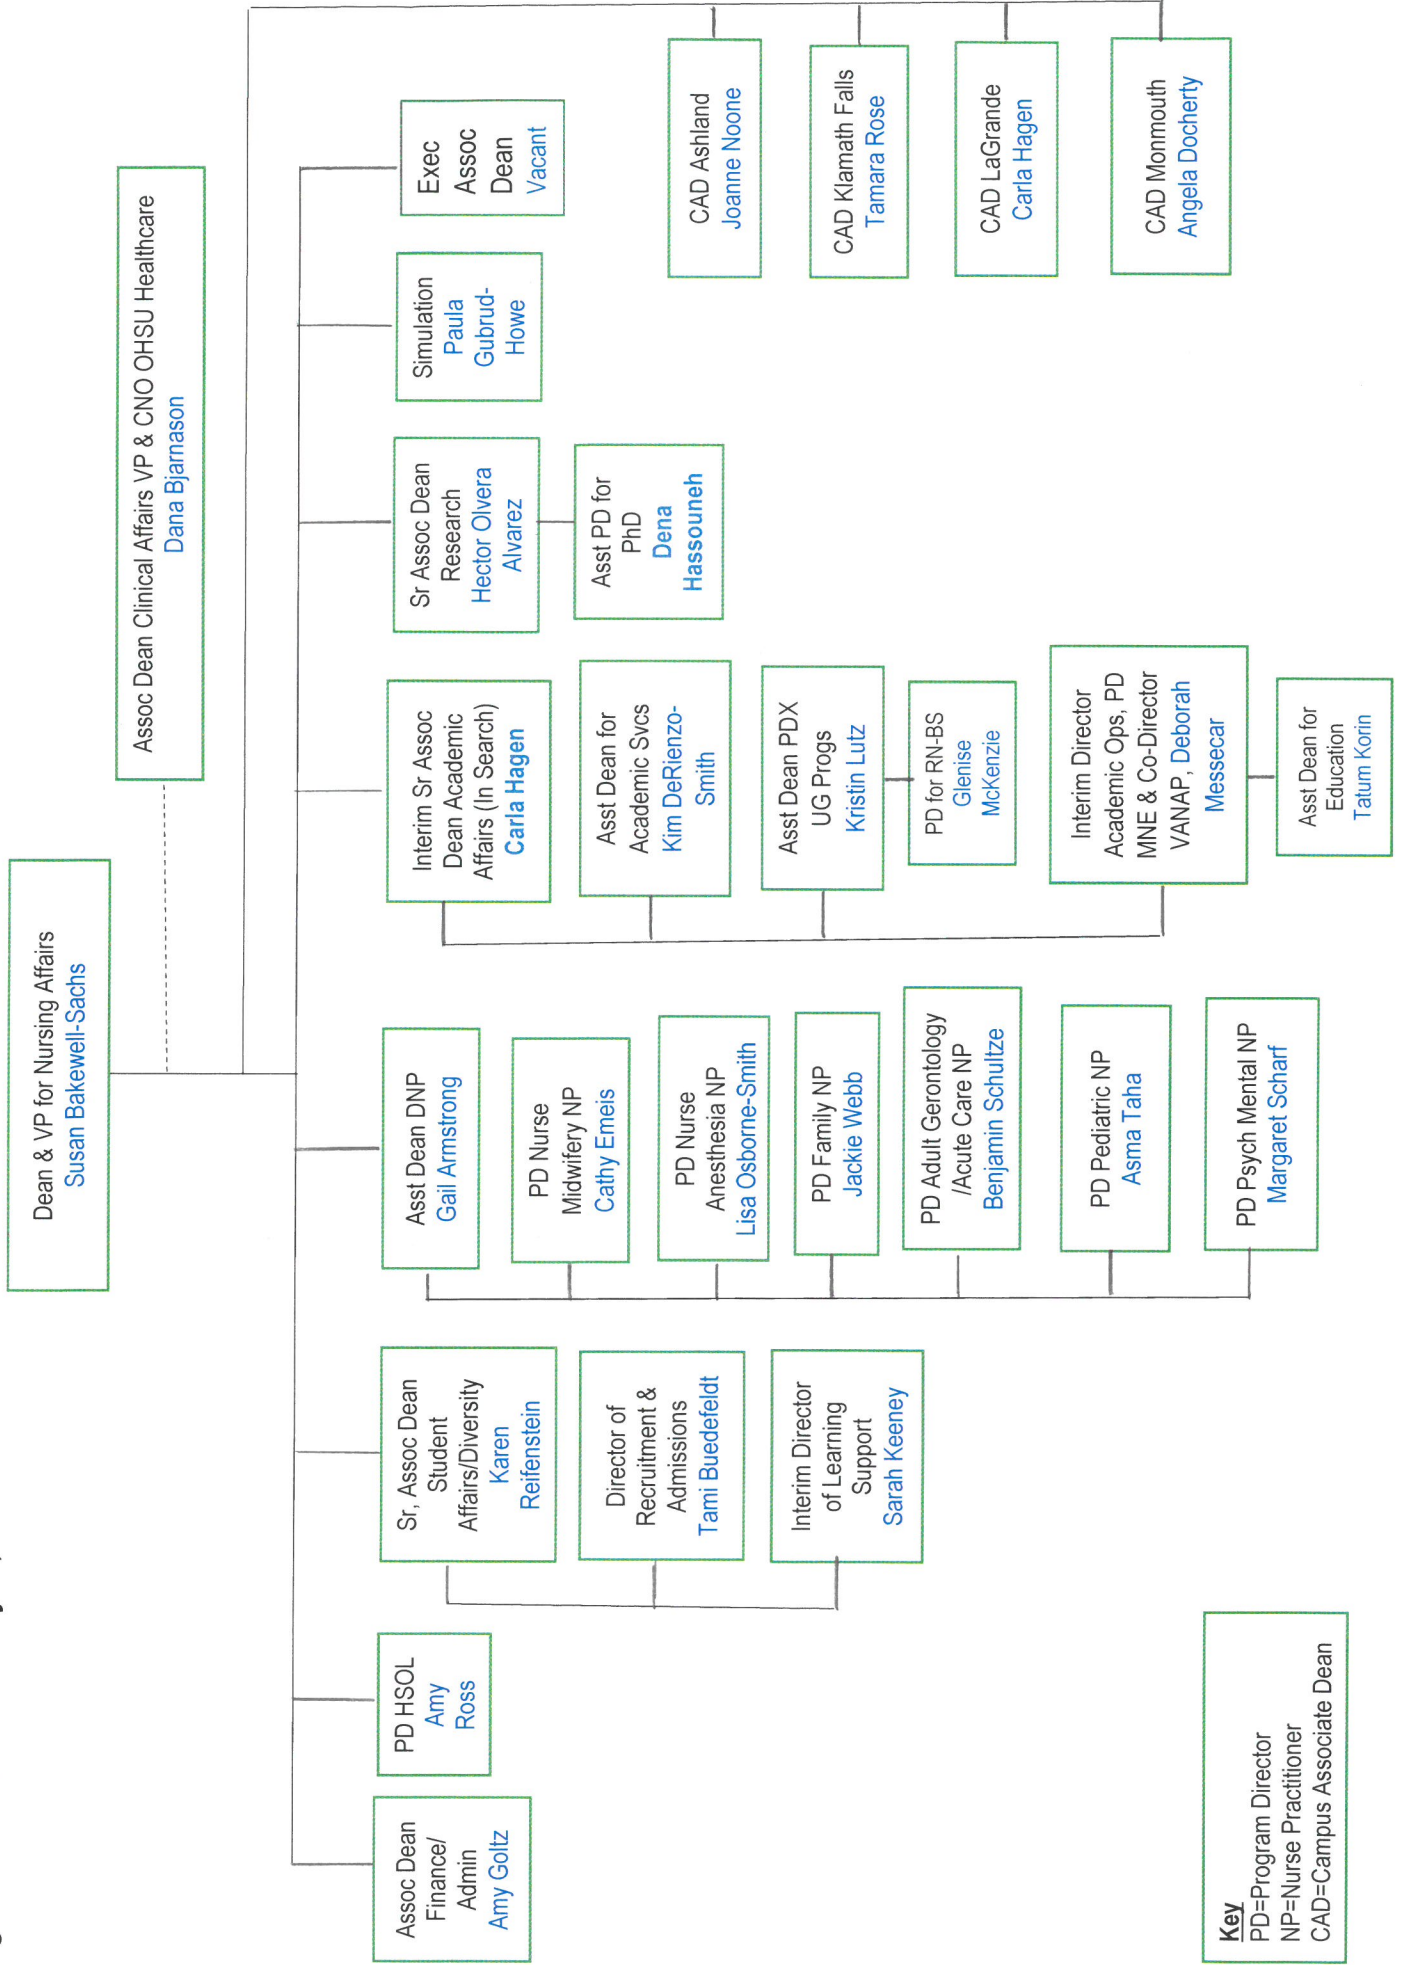 Dean & VP for Nursing Affairs
Susan Bakewell-Sachs
Assoc Dean Clinical Affairs VP & CNO OHSU Healthcare
Dana Bjarnason
Assoc Dean
Finance/
Admin
Amy Goltz
PD HSOL
Amy
Ross
Sr, Assoc Dean
Student
Affairs/Diversity
Karen
Reifenstein
Director of
Recruitment &
Admissions
Tami Buedefeldt
Interim Director
of Learning
Support
Sarah Keeney
Asst Dean DNP
Gail Armstrong
PD Nurse
Midwifery NP
Cathy Emeis
PD Nurse
Anesthesia NP
Lisa Osborne-Smith
PD Family NP
Jackie Webb
PD Adult Gerontology
/Acute Care NP
Benjamin Schultze
PD Pediatric NP
Asma Taha
PD Psych Mental NP
Margaret Scharf
Interim Sr Assoc
Dean Academic
Affairs (In Search)
Carla Hagen
Asst Dean for
Academic Svcs
Kim DeRienzo-
Smith
Asst Dean PDX
UG Progs
Kristin Lutz
PD for RN-BS
Glenise
McKenzie
Interim Director
Academic Ops, PD
MNE & Co-Director
VANAP, Deborah
Messecar
Asst Dean for
Education
Tatum Korin
Sr Assoc Dean
Research
Hector Olvera
Alvarez
Asst PD for
PhD
Dena
Hassouneh
Simulation
Paula
Gubrud-
Howe
Exec
Assoc
Dean
Vacant
CAD Ashland
Joanne Noone
CAD Klamath Falls
Tamara Rose
CAD LaGrande
Carla Hagen
CAD Monmouth
Angela Docherty
Key
PD=Program Director
NP=Nurse Practitioner
CAD=Campus Associate Dean